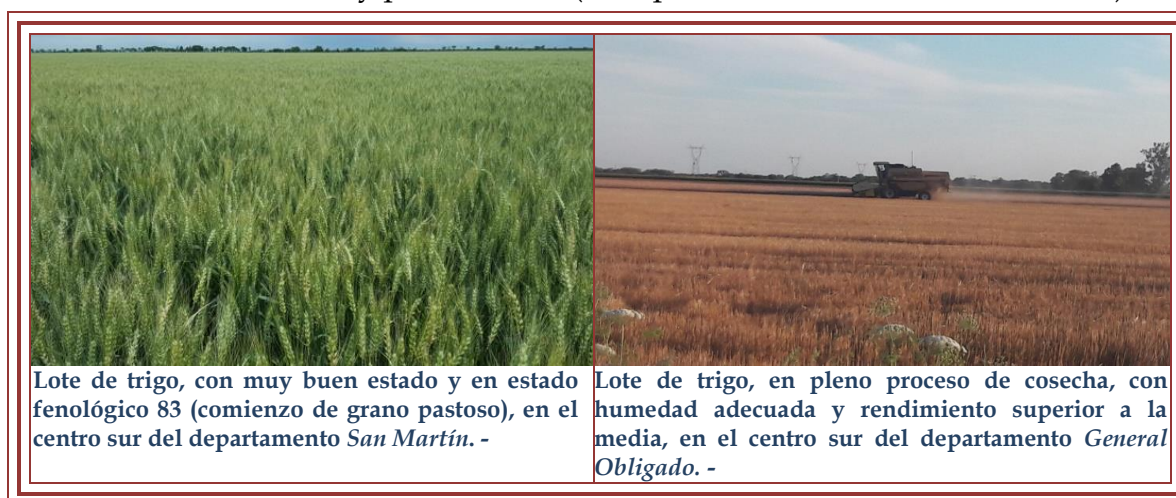 Lote de trigo, con muy buen estado y en estado
fenológico 83 (comienzo de grano pastoso), en el
centro sur del departamento San Martín. -
Lote de trigo, en pleno proceso de cosecha, con
humedad adecuada y rendimiento superior a la
media, en el centro sur del departamento General
Obligado. -